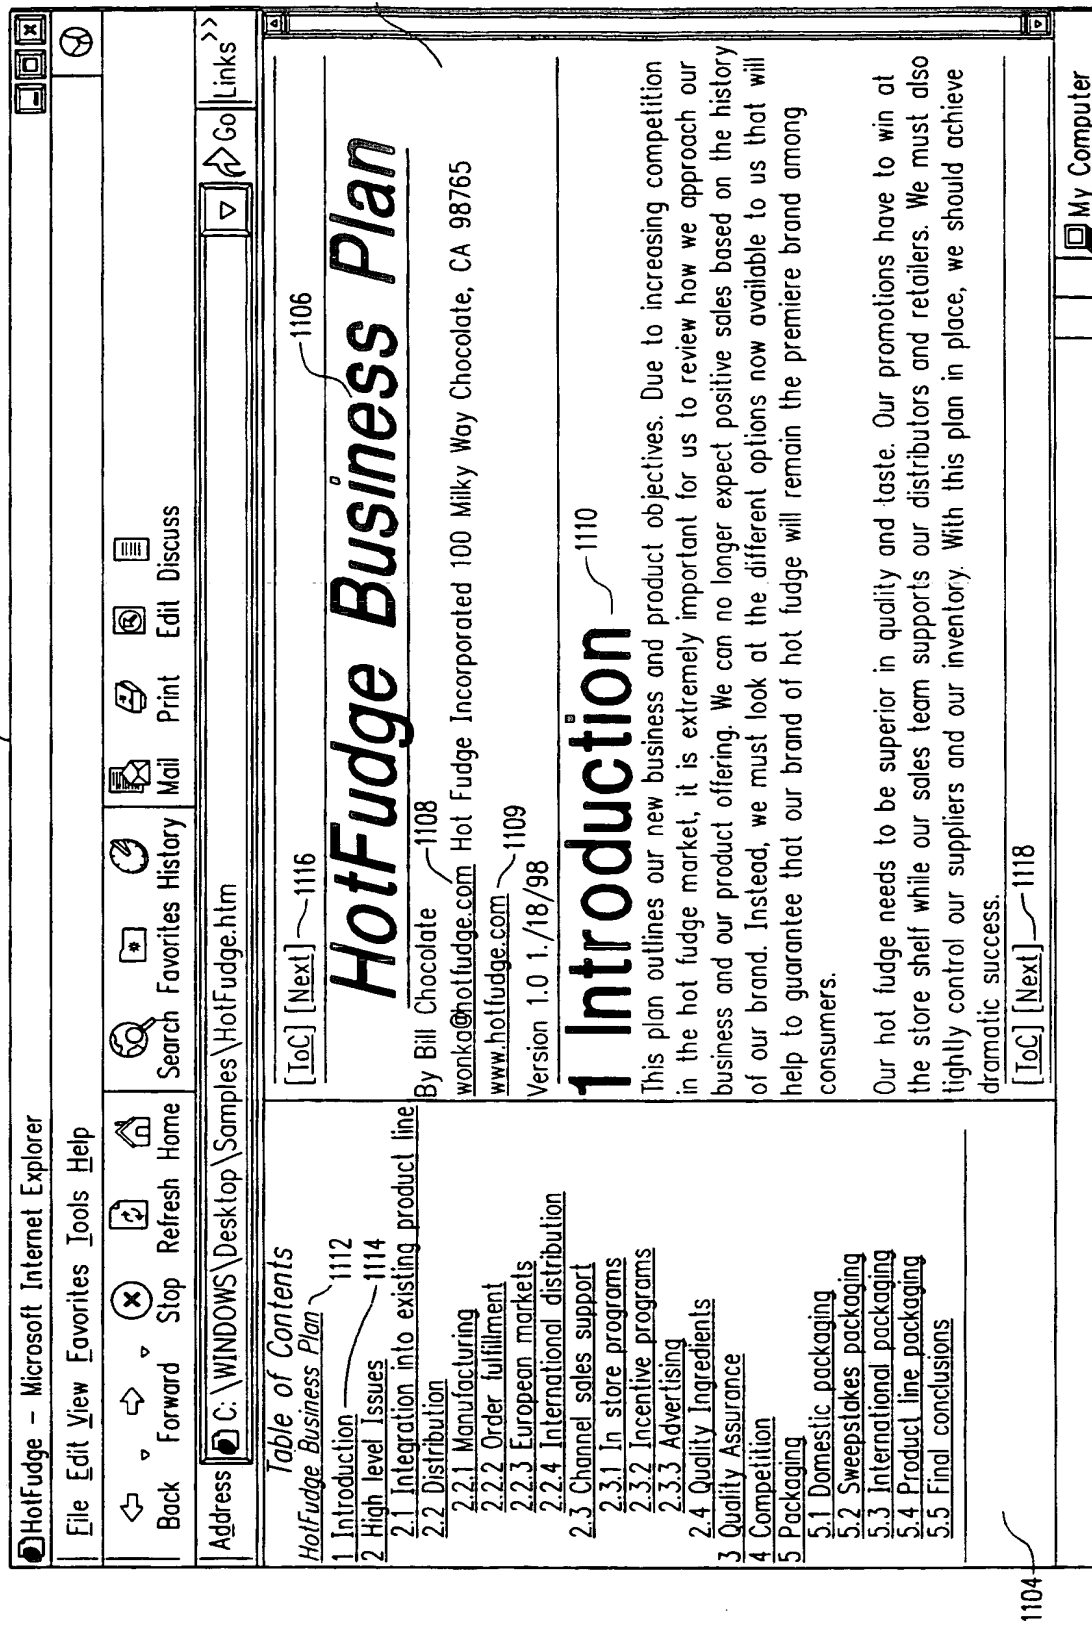 HotFudge – Microsoft Internet Explorer
File Edit View Favorites Tools Help
Back Forward Stop Refresh Home Search Favorites History Mail Print Edit Discuss
Address C:\WINDOWS\Desktop\Samples\HotFudge.htm Go Links >>
Table of Contents
HotFudge Business Plan 1112
1 Introduction 1114
2 High level Issues
2.1 Integration into existing product line
2.2 Distribution
2.2.1 Manufacturing
2.2.2 Order fulfillment
2.2.3 European markets
2.2.4 International distribution
2.3 Channel sales support
2.3.1 In store programs
2.3.2 Incentive programs
2.3.3 Advertising
2.4 Quality Ingredients
3 Quality Assurance
4 Competition
5 Packaging
5.1 Domestic packaging
5.2 Sweepstakes packaging
5.3 International packaging
5.4 Product line packaging
5.5 Final conclusions
1104
[ToC] [Next] 1116
HotFudge Business Plan 1106
By Bill Chocolate 1108
wonka@hotfudge.com Hot Fudge Incorporated 100 Milky Way Chocolate, CA 98765
www.hotfudge.com 1109
Version 1.0 1./18/98
1 Introduction 1110
This plan outlines our new business and product objectives. Due to increasing competition
in the hot fudge market, it is extremely important for us to review how we approach our
business and our product offering. We can no longer expect positive sales based on the history
of our brand. Instead, we must look at the different options now available to us that will
help to guarantee that our brand of hot fudge will remain the premiere brand among
consumers.
Our hot fudge needs to be superior in quality and taste. Our promotions have to win at
the store shelf while our sales team supports our distributors and retailers. We must also
tightly control our suppliers and our inventory. With this plan in place, we should achieve
dramatic success.
[ToC] [Next] 1118
My Computer